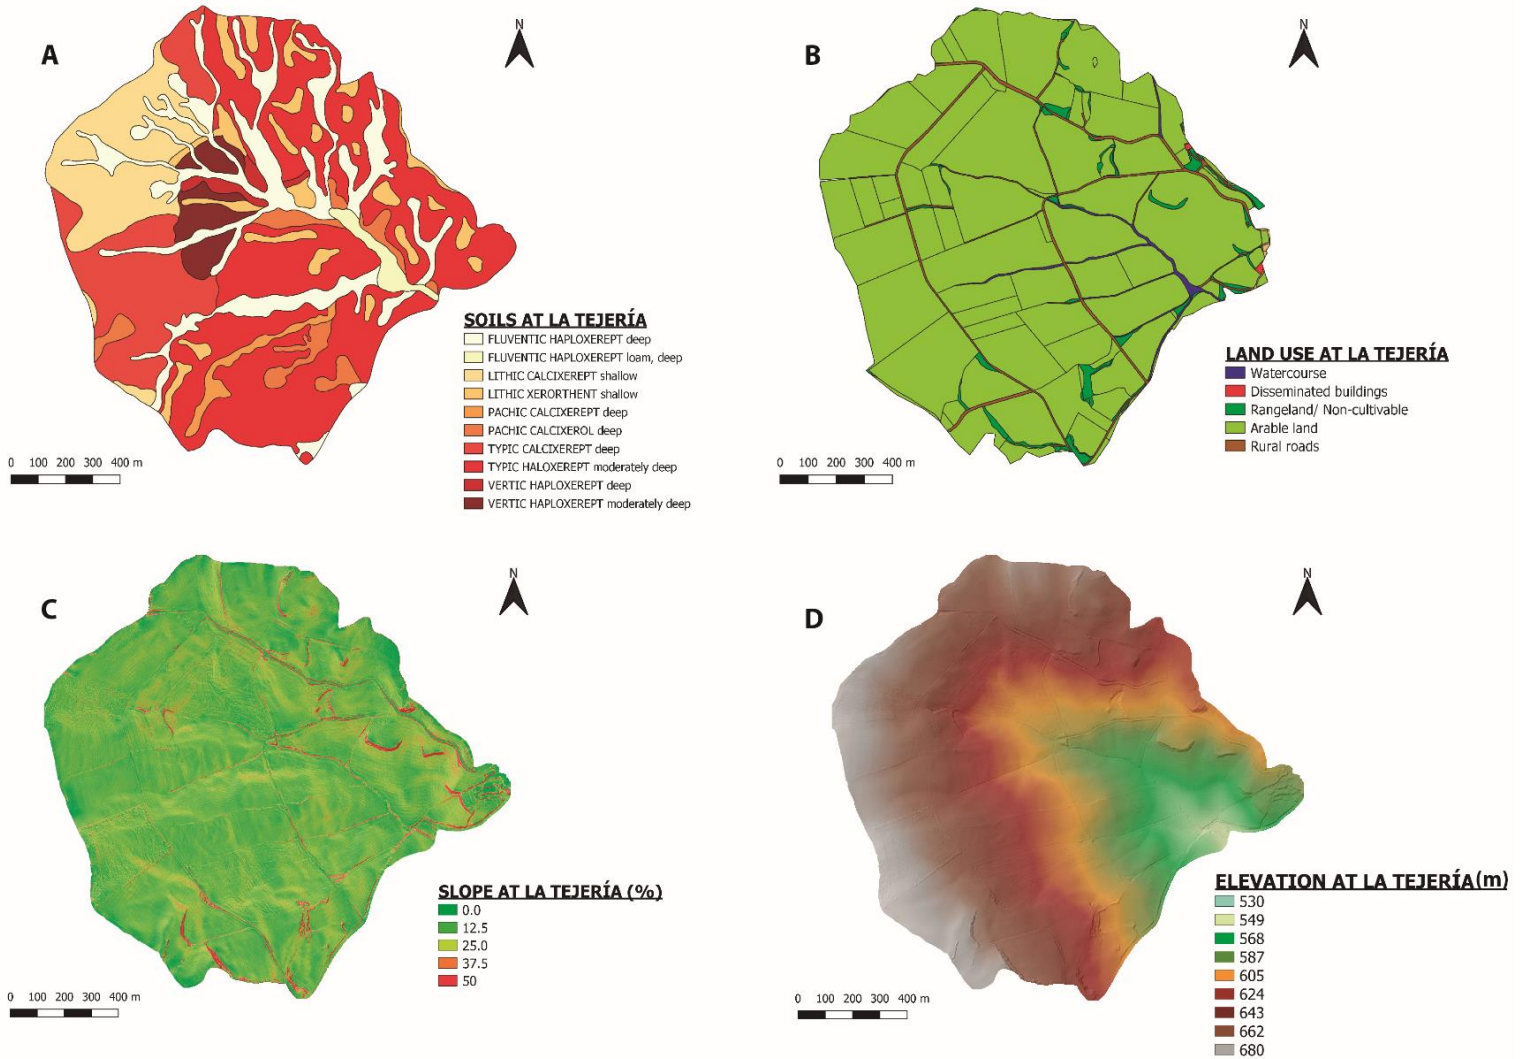 A
N
SOILS AT LA TEJERÍA
FLUVENTIC HAPLOXEREPT deep
FLUVENTIC HAPLOXEREPT loam, deep
LITHIC CALCIXEREPT shallow
LITHIC XERORTHENT shallow
PACHIC CALCIXEREPT deep
PACHIC CALCIXEROL deep
TYPIC CALCIXEREPT deep
TYPIC HALOXEREPT moderately deep
VERTIC HAPLOXEREPT deep
VERTIC HAPLOXEREPT moderately deep
0 100 200 300 400 m
B
N
LAND USE AT LA TEJERÍA
Watercourse
Disseminated buildings
Rangeland/ Non-cultivable
Arable land
Rural roads
0 100 200 300 400 m
C
N
SLOPE AT LA TEJERÍA (%)
0.0
12.5
25.0
37.5
50
0 100 200 300 400 m
D
N
ELEVATION AT LA TEJERÍA(m)
530
549
568
587
605
624
643
662
680
0 100 200 300 400 m